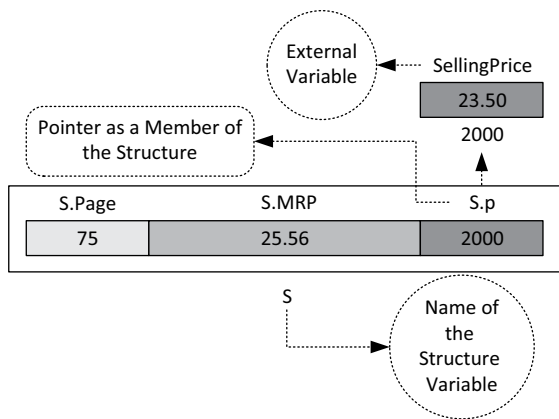 External
Variable
SellingPrice
23.50
2000
Pointer as a Member of
the Structure
S.Page S.MRP S.p
75 25.56 2000
S
Name of
the
Structure
Variable